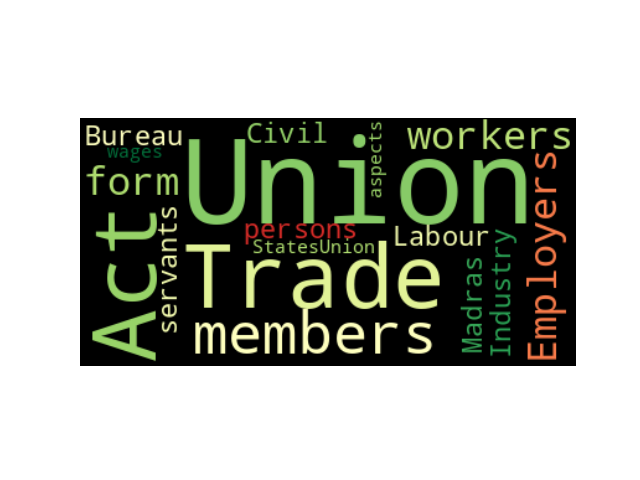 Bureau
Civil
aspects
workers
wages
Union
form
Employers
Act
servants
persons
Labour
StatesUnion
Trade
Madras
Industry
members